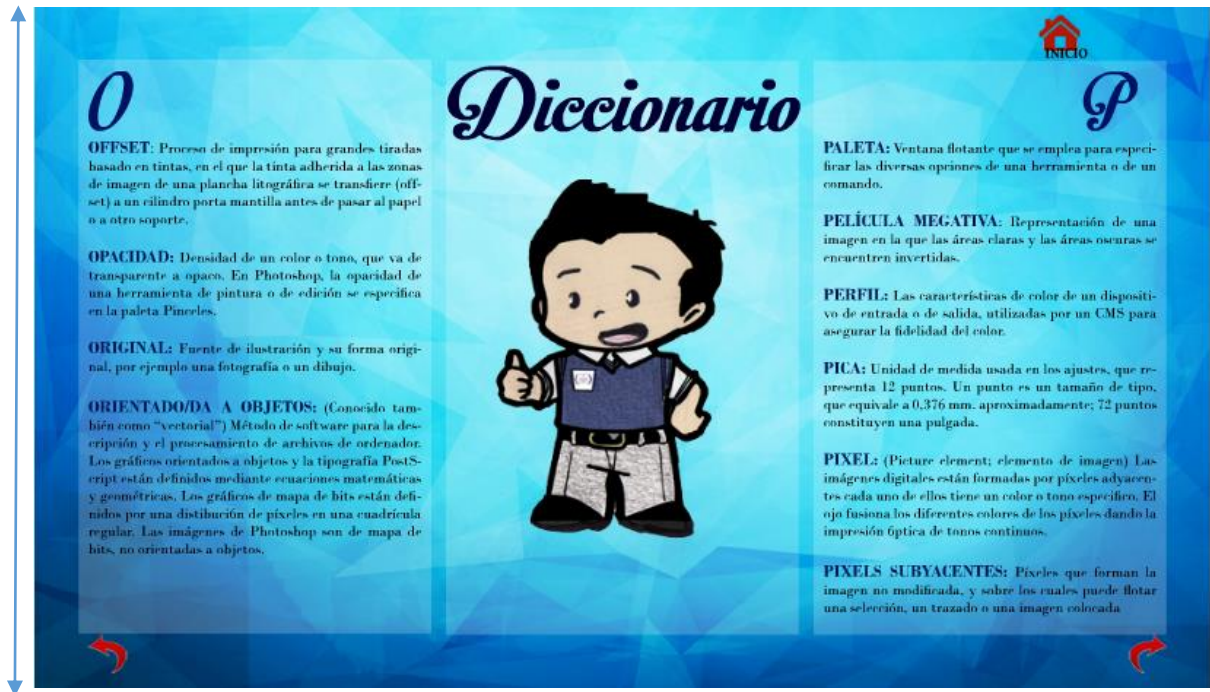 INICIO
O
Diccionario
P
OFFSET: Proceso de impresión para grandes tiradas
basado en tintas, en el que la tinta adherida a las zonas
de imagen de una plancha litográfica se transfiere (off-
set) a un cilindro porta mantilla antes de pasar al papel
o a otro soporte.
OPACIDAD: Densidad de un color o tono, que va de
transparente a opaco. En Photoshop, la opacidad de
una herramienta de pintura o de edición se especifica
en la paleta Pinceles.
ORIGINAL: Fuente de ilustración y su forma origi-
nal, por ejemplo una fotografía o un dibujo.
ORIENTADO/DA A OBJETOS: (Conocido tam-
bién como “vectorial”) Método de software para la des-
cripción y el procesamiento de archivos de ordenador.
Los gráficos orientados a objetos y la tipografía PostS-
cript están definidos mediante ecuaciones matemáticas
y geométricas. Los gráficos de mapa de bits están defi-
nidos por una distibución de píxeles en una cuadrícula
regular. Las imágenes de Photoshop son de mapa de
bits, no orientadas a objetos.
PALETA: Ventana flotante que se emplea para especi-
ficar las diversas opciones de una herramienta o de un
comando.
PELÍCULA MEGATIVA: Representación de una
imagen en la que las áreas claras y las áreas oscuras se
encuentren invertidas.
PERFIL: Las características de color de un dispositi-
vo de entrada o de salida, utilizadas por un CMS para
asegurar la fidelidad del color.
PICA: Unidad de medida usada en los ajustes, que re-
presenta 12 puntos. Un punto es un tamaño de tipo,
que equivale a 0,376 mm. aproximadamente; 72 puntos
constituyen una pulgada.
PIXEL: (Picture element; elemento de imagen) Las
imágenes digitales están formadas por píxeles adyacen-
tes cada uno de ellos tiene un color o tono especifico. El
ojo fusiona los diferentes colores de los píxeles dando la
impresión óptica de tonos continuos.
PIXELS SUBYACENTES: Píxeles que forman la
imagen no modificada, y sobre los cuales puede flotar
una selección, un trazado o una imagen colocada